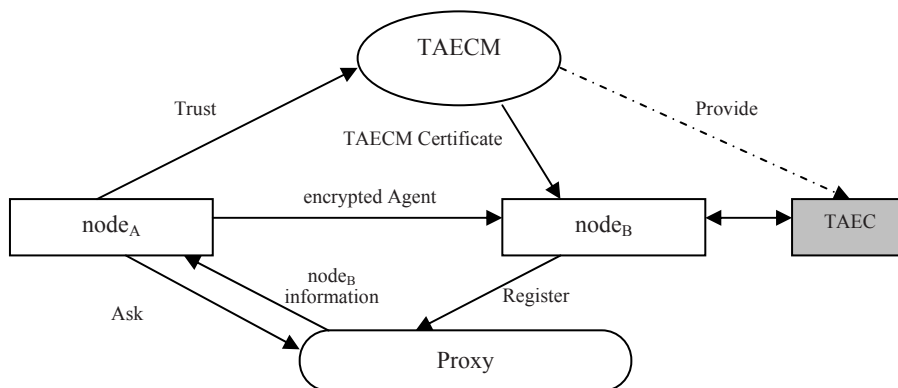 TAECM
Trust
Provide
TAECM Certificate
encrypted Agent
nodeA
nodeB
TAEC
nodeB
information
Register
Ask
Proxy